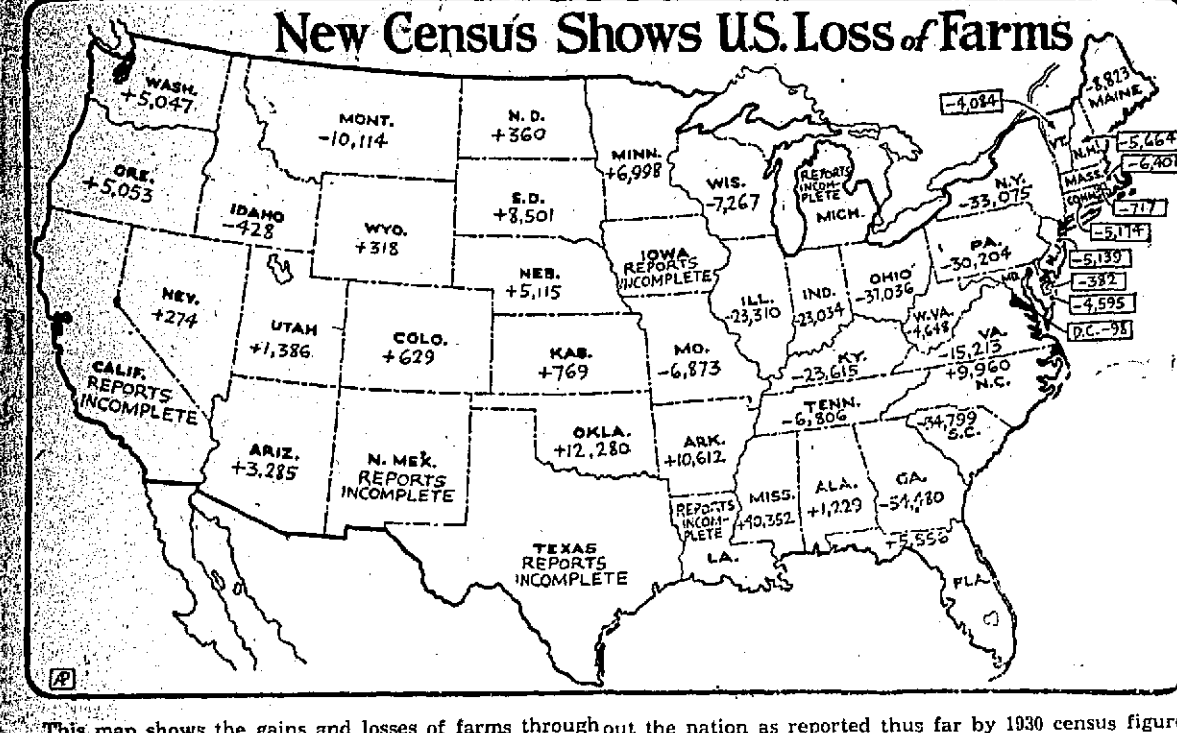 New Census Shows U.S. Loss of Farms
WASH.
+5,047
MONT.
-10,114
N. D.
+360
MINN.
+6,998
-4,084
-8,823
MAINE
VT.
N.H.
-5,664
-6,401
MASS.
CONN.
-717
-5,174
ORE.
+5,053
IDAHO
-428
WYO.
+318
S.D.
+8,501
WIS.
-7,267
REPORTS
INCOM-
PLETE
MICH.
N.Y.
-33,075
PA.
-30,204
N.J.
-5,139
-382
MD.
-4,595
D.C. -98
NEV.
+274
UTAH
+1,386
COLO.
+629
NEB.
+5,115
IOWA
REPORTS
INCOMPLETE
ILL.
-23,310
IND.
-23,034
OHIO
-37,036
W.VA.
-4,648
VA.
-15,213
CALIF.
REPORTS
INCOMPLETE
KAS.
+769
MO.
-6,873
KY.
-23,615
+9,960
N.C.
TENN.
-6,806
ARIZ.
+3,285
N. MEX.
REPORTS
INCOMPLETE
OKLA.
+12,280
ARK.
+10,612
-34,799
S.C.
MISS.
+40,352
ALA.
+1,229
GA.
REPORTS
INCOM-
PLETE
LA.
TEXAS
REPORTS
INCOMPLETE
+5,556
FLA.
AP
This map shows the gains and losses of farms throughout the nation as reported thus far by 1930 census figure